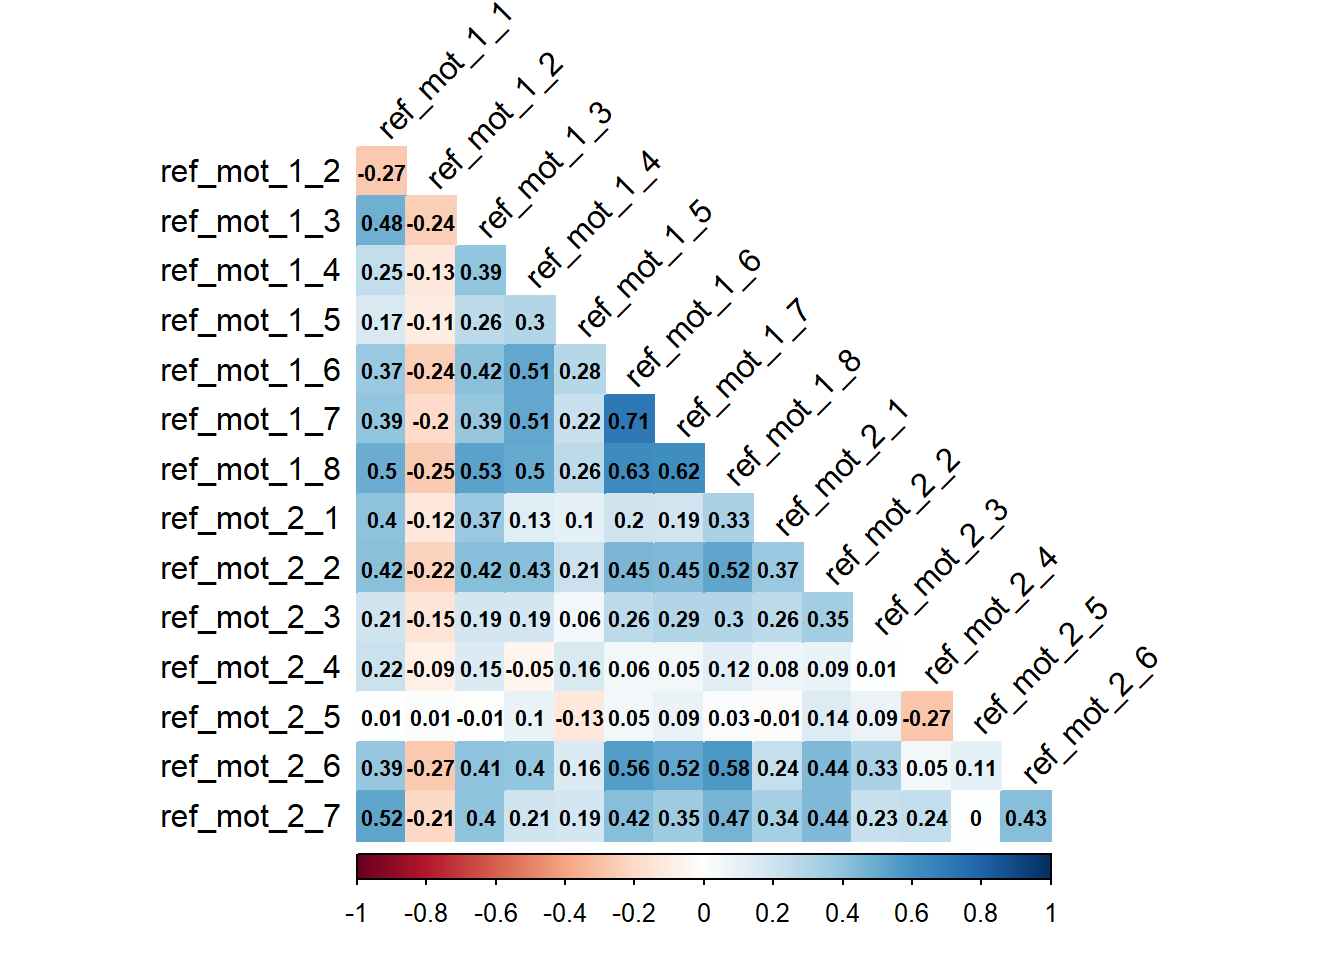 ref_mot_1_1
ref_mot_1_2
ref_mot_1_3
ref_mot_1_4
ref_mot_1_5
ref_mot_1_6
ref_mot_1_7
ref_mot_1_8
ref_mot_2_1
ref_mot_2_2
ref_mot_2_3
ref_mot_2_4
ref_mot_2_5
ref_mot_2_6
ref_mot_1_2 -0.27
ref_mot_1_3 0.48 -0.24
ref_mot_1_4 0.25 -0.13 0.39
ref_mot_1_5 0.17 -0.11 0.26 0.3
ref_mot_1_6 0.37 -0.24 0.42 0.51 0.28
ref_mot_1_7 0.39 -0.2 0.39 0.51 0.22 0.71
ref_mot_1_8 0.5 -0.25 0.53 0.5 0.26 0.63 0.62
ref_mot_2_1 0.4 -0.12 0.37 0.13 0.1 0.2 0.19 0.33
ref_mot_2_2 0.42 -0.22 0.42 0.43 0.21 0.45 0.45 0.52 0.37
ref_mot_2_3 0.21 -0.15 0.19 0.19 0.06 0.26 0.29 0.3 0.26 0.35
ref_mot_2_4 0.22 -0.09 0.15 -0.05 0.16 0.06 0.05 0.12 0.08 0.09 0.01
ref_mot_2_5 0.01 0.01 -0.01 0.1 -0.13 0.05 0.09 0.03 -0.01 0.14 0.09 -0.27
ref_mot_2_6 0.39 -0.27 0.41 0.4 0.16 0.56 0.52 0.58 0.24 0.44 0.33 0.05 0.11
ref_mot_2_7 0.52 -0.21 0.4 0.21 0.19 0.42 0.35 0.47 0.34 0.44 0.23 0.24 0 0.43
-1 -0.8 -0.6 -0.4 -0.2 0 0.2 0.4 0.6 0.8 1